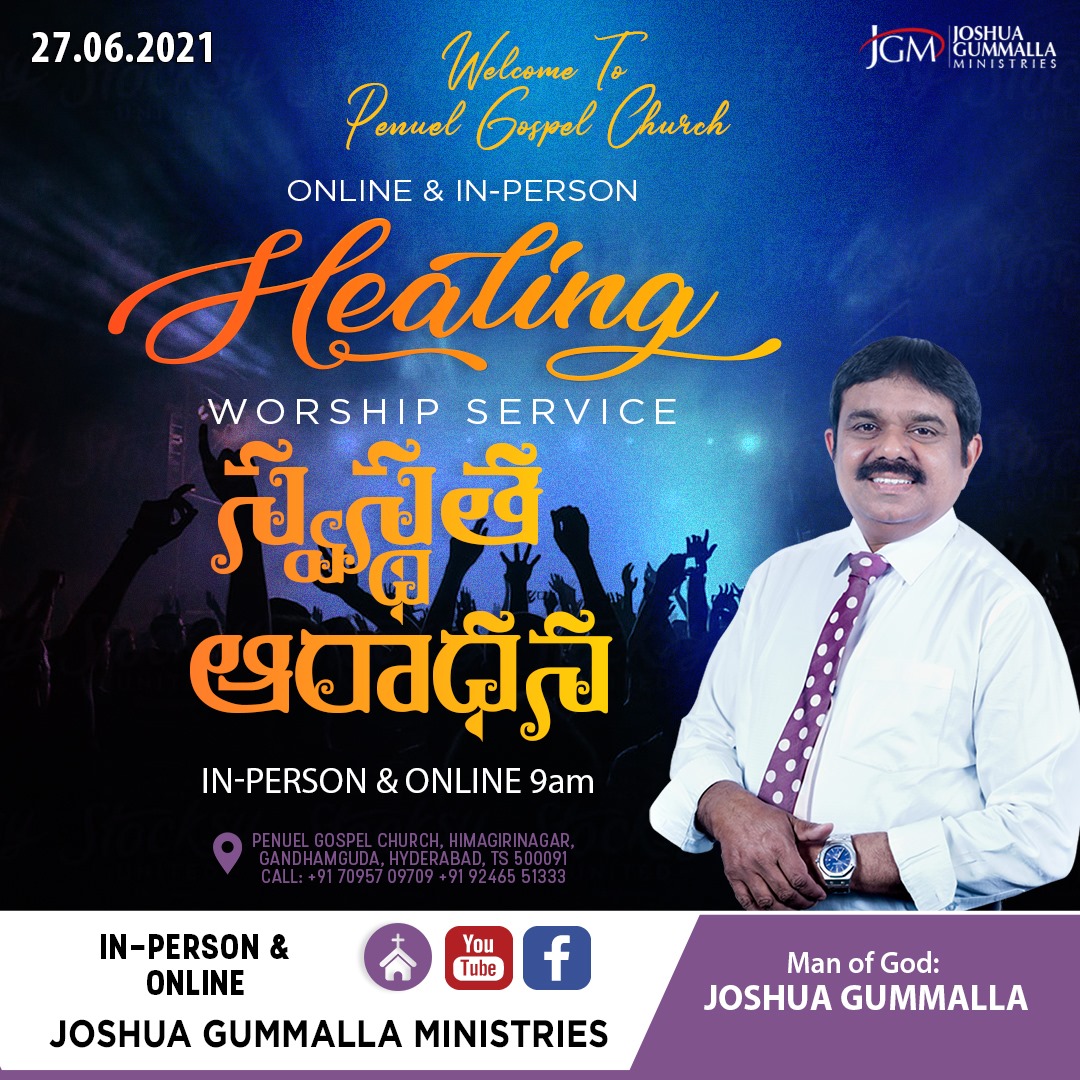 27.06.2021
JGM JOSHUA
GUMMALLA
MINISTRIES
Welcome To
Penuel Gospel Church
ONLINE & IN-PERSON
Healing
WORSHIP SERVICE
స్వస్థత
ఆరాధన
IN-PERSON & ONLINE 9am
PENUEL GOSPEL CHURCH, HIMAGIRINAGAR,
GANDHAMGUDA, HYDERABAD, TS 500091
CALL: +91 70957 09709 +91 92465 51333
IN-PERSON &
ONLINE
You
Tube
f
JOSHUA GUMMALLA MINISTRIES
Man of God:
JOSHUA GUMMALLA